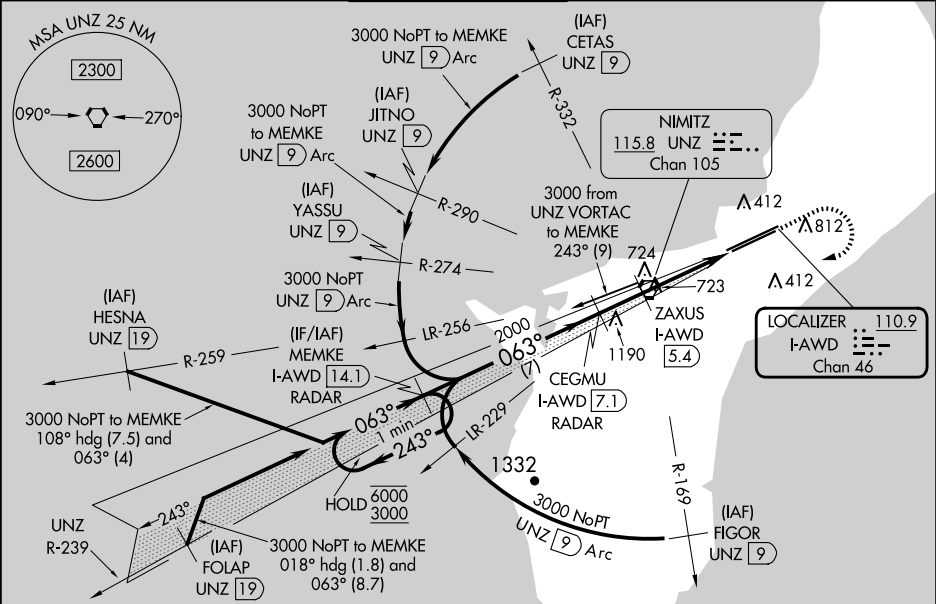 MSA UNZ 25 NM
2300
090°
270°
2600
3000 NoPT to MEMKE
UNZ 9 Arc
(IAF)
CETAS
UNZ 9
R-332
(IAF)
JITNO
UNZ 9
3000 NoPT
to MEMKE
UNZ 9 Arc
R-290
NIMITZ
115.8 UNZ
Chan 105
(IAF)
YASSU
UNZ 9
R-274
3000 from
UNZ VORTAC
to MEMKE
243° (9)
412
812
724
723
412
3000 NoPT
UNZ 9 Arc
(IAF)
HESNA
UNZ 19
R-259
LR-256
2000
(IF/IAF)
MEMKE
I-AWD 14.1
RADAR
063°
(7)
1190
ZAXUS
I-AWD
5.4
LOCALIZER 110.9
I-AWD
Chan 46
CEGMU
I-AWD 7.1
RADAR
3000 NoPT to MEMKE
108° hdg (7.5) and
063° (4)
063°
1 min
243°
LR-229
1332
R-169
HOLD 6000
3000
3000 NoPT
UNZ 9 Arc
(IAF)
FIGOR
UNZ 9
243°
UNZ
R-239
(IAF)
FOLAP
UNZ 19
3000 NoPT to MEMKE
018° hdg (1.8) and
063° (8.7)